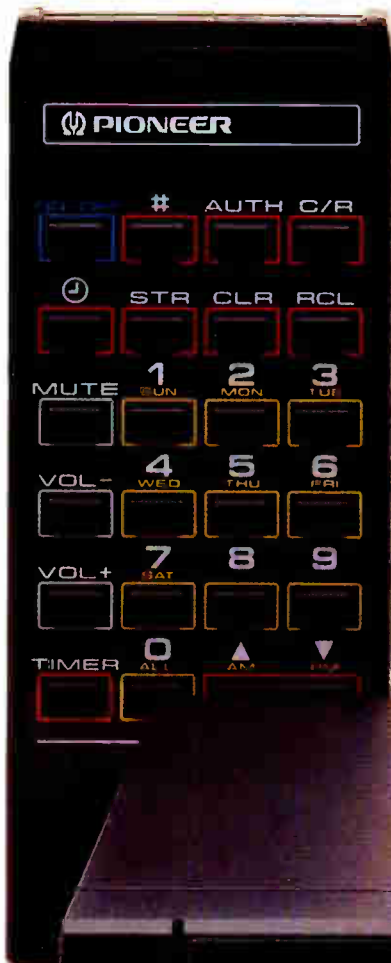 PIONEER
# AUTH C/R
STR CLR RCL
MUTE 1 2 3
SUN MON TUE
VOL- 4 5 6
WED THU FRI
VOL+ 7 8 9
SAT
TIMER 0 ▲ ▼
ALL AM